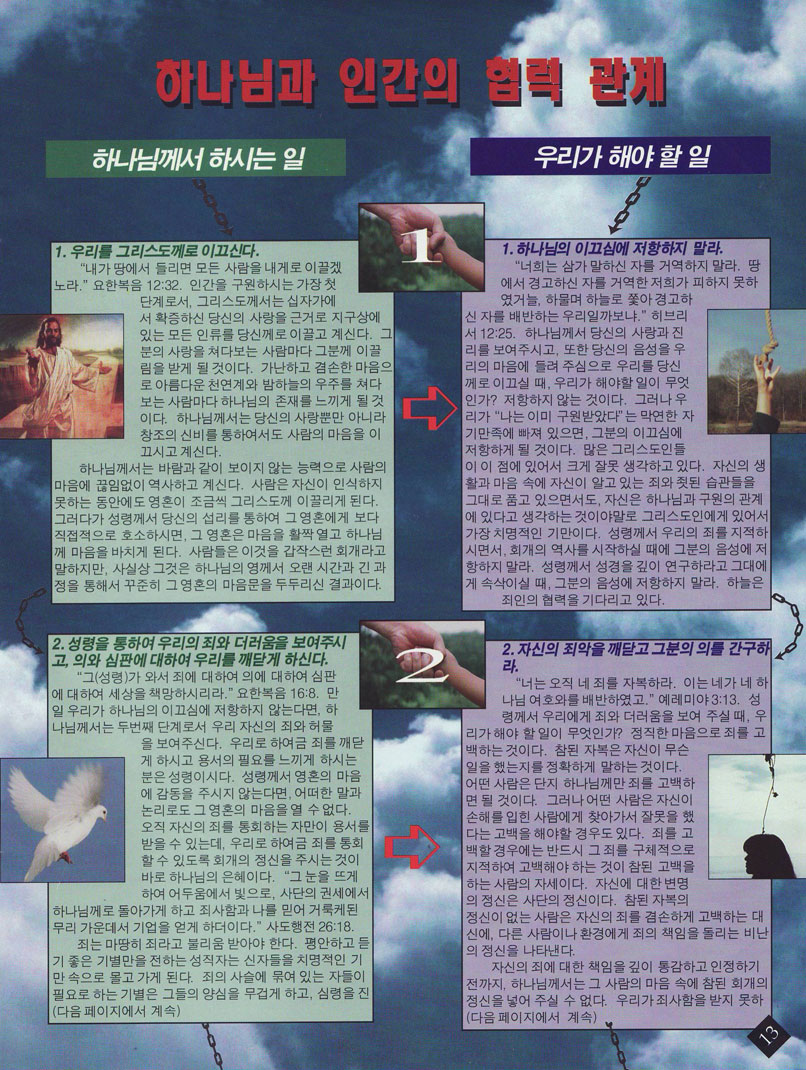 하나님과 인간의 협력 관계
하나님께서 하시는 일
1. 우리를 그리스도께로 이끄신다.
“내가 땅에서 들리면 모든 사람을 내게로 이끌겠
노라.” 요한복음 12:32. 인간을 구원하시는 가장 첫
단계로서, 그리스도께서는 십자가에
서 확증하신 당신의 사랑을 근거로 지구상에
있는 모든 인류를 당신께로 이끌고 계신다. 그
분의 사랑을 쳐다보는 사람마다 그분께 이끌
림을 받게 될 것이다. 가난하고 겸손한 마음으
로 아름다운 천연계와 밤하늘의 우주를 쳐다
보는 사람마다 하나님의 존재를 느끼게 될 것
이다. 하나님께서는 당신의 사랑뿐만 아니라
창조의 신비를 통하여서도 사람의 마음을 이
끄시고 계신다.
하나님께서는 바람과 같이 보이지 않는 능력으로 사람의
마음에 끊임없이 역사하고 계신다. 사람은 자신이 인식하지
못하는 동안에도 영혼이 조금씩 그리스도께 이끌리게 된다.
그러다가 성령께서 당신의 섭리를 통하여 그 영혼에게 보다
직접적으로 호소하시면, 그 영혼은 마음을 활짝 열고 하나님
께 마음을 바치게 된다. 사람들은 이것을 갑작스런 회개라고
말하지만, 사실상 그것은 하나님의 영께서 오랜 시간과 긴 과
정을 통해서 꾸준히 그 영혼의 마음문을 두두리신 결과이다.
1
우리가 해야 할 일
1. 하나님의 이끄심에 저항하지 말라.
“너희는 삼가 말하신 자를 거역하지 말라. 땅
에서 경고하신 자를 거역한 저희가 피하지 못하
였거늘, 하물며 하늘로 쫓아 경고하
신 자를 배반하는 우리일까보냐.” 히브리
서 12:25. 하나님께서 당신의 사랑과 진
리를 보여주시고, 또한 당신의 음성을 우
리의 마음에 들려 주심으로 우리를 당신
께로 이끄실 때, 우리가 해야할 일이 무엇
인가? 저항하지 않는 것이다. 그러나 우
리가 “나는 이미 구원받았다”는 막연한 자
기만족에 빠져 있으면, 그분의 이끄심에
저항하게 될 것이다. 많은 그리스도인들
이 이 점에 있어서 크게 잘못 생각하고 있다. 자신의 생
활과 마음 속에 자신이 알고 있는 죄와 죗된 습관들을
그대로 품고 있으면서도, 자신은 하나님과 구원의 관계
에 있다고 생각하는 것이야말로 그리스도인에게 있어서
가장 치명적인 기만이다. 성령께서 우리의 죄를 지적하
시면서, 회개의 역사를 시작하실 때에 그분의 음성에 저
항하지 말라. 성령께서 성경을 깊이 연구하라고 그대에
게 속삭이실 때, 그분의 음성에 저항하지 말라. 하늘은
죄인의 협력을 기다리고 있다.
2. 성령을 통하여 우리의 죄와 더러움을 보여주시
고, 의와 심판에 대하여 우리를 깨닫게 하신다.
“그(성령)가 와서 죄에 대하여 의에 대하여 심판
에 대하여 세상을 책망하시리라.” 요한복음 16:8. 만
일 우리가 하나님의 이끄심에 저항하지 않는다면, 하
나님께서는 두번째 단계로서 우리 자신의 죄와 허물
을 보여주신다. 우리로 하여금 죄를 깨닫
게 하시고 용서의 필요를 느끼게 하시는
분은 성령이시다. 성령께서 영혼의 마음
에 감동을 주시지 않는다면, 어떠한 말과
논리로도 그 영혼의 마음을 열 수 없다.
오직 자신의 죄를 통회하는 자만이 용서를
받을 수 있는데, 우리로 하여금 죄를 통회
할 수 있도록 회개의 정신을 주시는 것이
바로 하나님의 은혜이다. “그 눈을 뜨게
하여 어두움에서 빛으로, 사단의 권세에서
하나님께로 돌아가게 하고 죄사함과 나를 믿어 거룩케된
무리 가운데서 기업을 얻게 하더이다.” 사도행전 26:18.
죄는 마땅히 죄라고 불리움 받아야 한다. 평안하고 듣
기 좋은 기별만을 전하는 성직자는 신자들을 치명적인 기
만 속으로 몰고 가게 된다. 죄의 사슬에 묶여 있는 자들이
필요로 하는 기별은 그들의 양심을 무겁게 하고, 심령을 진
(다음 페이지에서 계속)
2
2. 자신의 죄악을 깨닫고 그분의 의를 간구하
라.
“너는 오직 네 죄를 자복하라. 이는 네가 네 하
나님 여호와를 배반하였고.” 예레미야 3:13. 성
령께서 우리에게 죄와 더러움을 보여 주실 때, 우
리가 해야 할 일이 무엇인가? 정직한 마음으로 죄를 고
백하는 것이다. 참된 자복은 자신이 무슨
일을 했는지를 정확하게 말하는 것이다.
어떤 사람은 단지 하나님께만 죄를 고백하
면 될 것이다. 그러나 어떤 사람은 자신이
손해를 입힌 사람에게 찾아가서 잘못을 했
다는 고백을 해야할 경우도 있다. 죄를 고
백할 경우에는 반드시 그 죄를 구체적으로
지적하여 고백해야 하는 것이 참된 고백을
하는 사람의 자세이다. 자신에 대한 변명
의 정신은 사단의 정신이다. 참된 자복의
정신이 없는 사람은 자신의 죄를 겸손하게 고백하는 대
신에, 다른 사람이나 환경에게 죄의 책임을 돌리는 비난
의 정신을 나타낸다.
자신의 죄에 대한 책임을 깊이 통감하고 인정하기
전까지, 하나님께서는 그 사람의 마음 속에 참된 회개의
정신을 넣어 주실 수 없다. 우리가 죄사함을 받지 못하
(다음 페이지에서 계속)
13